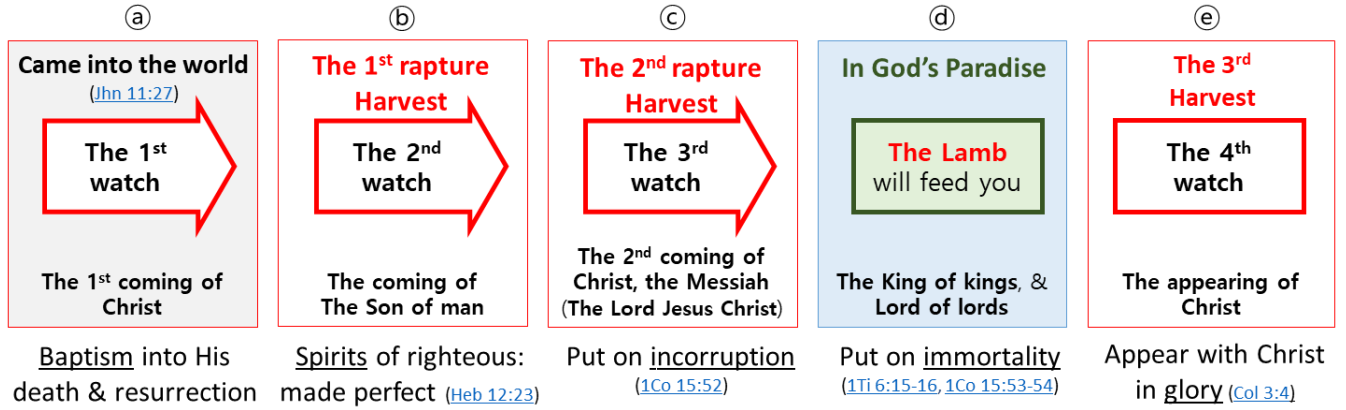 ⓐ
Came into the world
(Jhn 11:27)
The 1st
watch
The 1st coming of
Christ
Baptism into His
death & resurrection
ⓑ
The 1st rapture
Harvest
The 2nd
watch
The coming of
The Son of man
Spirits of righteous:
made perfect (Heb 12:23)
ⓒ
The 2nd rapture
Harvest
The 3rd
watch
The 2nd coming of
Christ, the Messiah
(The Lord Jesus Christ)
Put on incorruption
(1Co 15:52)
ⓓ
In God’s Paradise
The Lamb
will feed you
The King of kings, &
Lord of lords
Put on immortality
(1Ti 6:15-16, 1Co 15:53-54)
ⓔ
The 3rd
Harvest
The 4th
watch
The appearing of
Christ
Appear with Christ
in glory (Col 3:4)